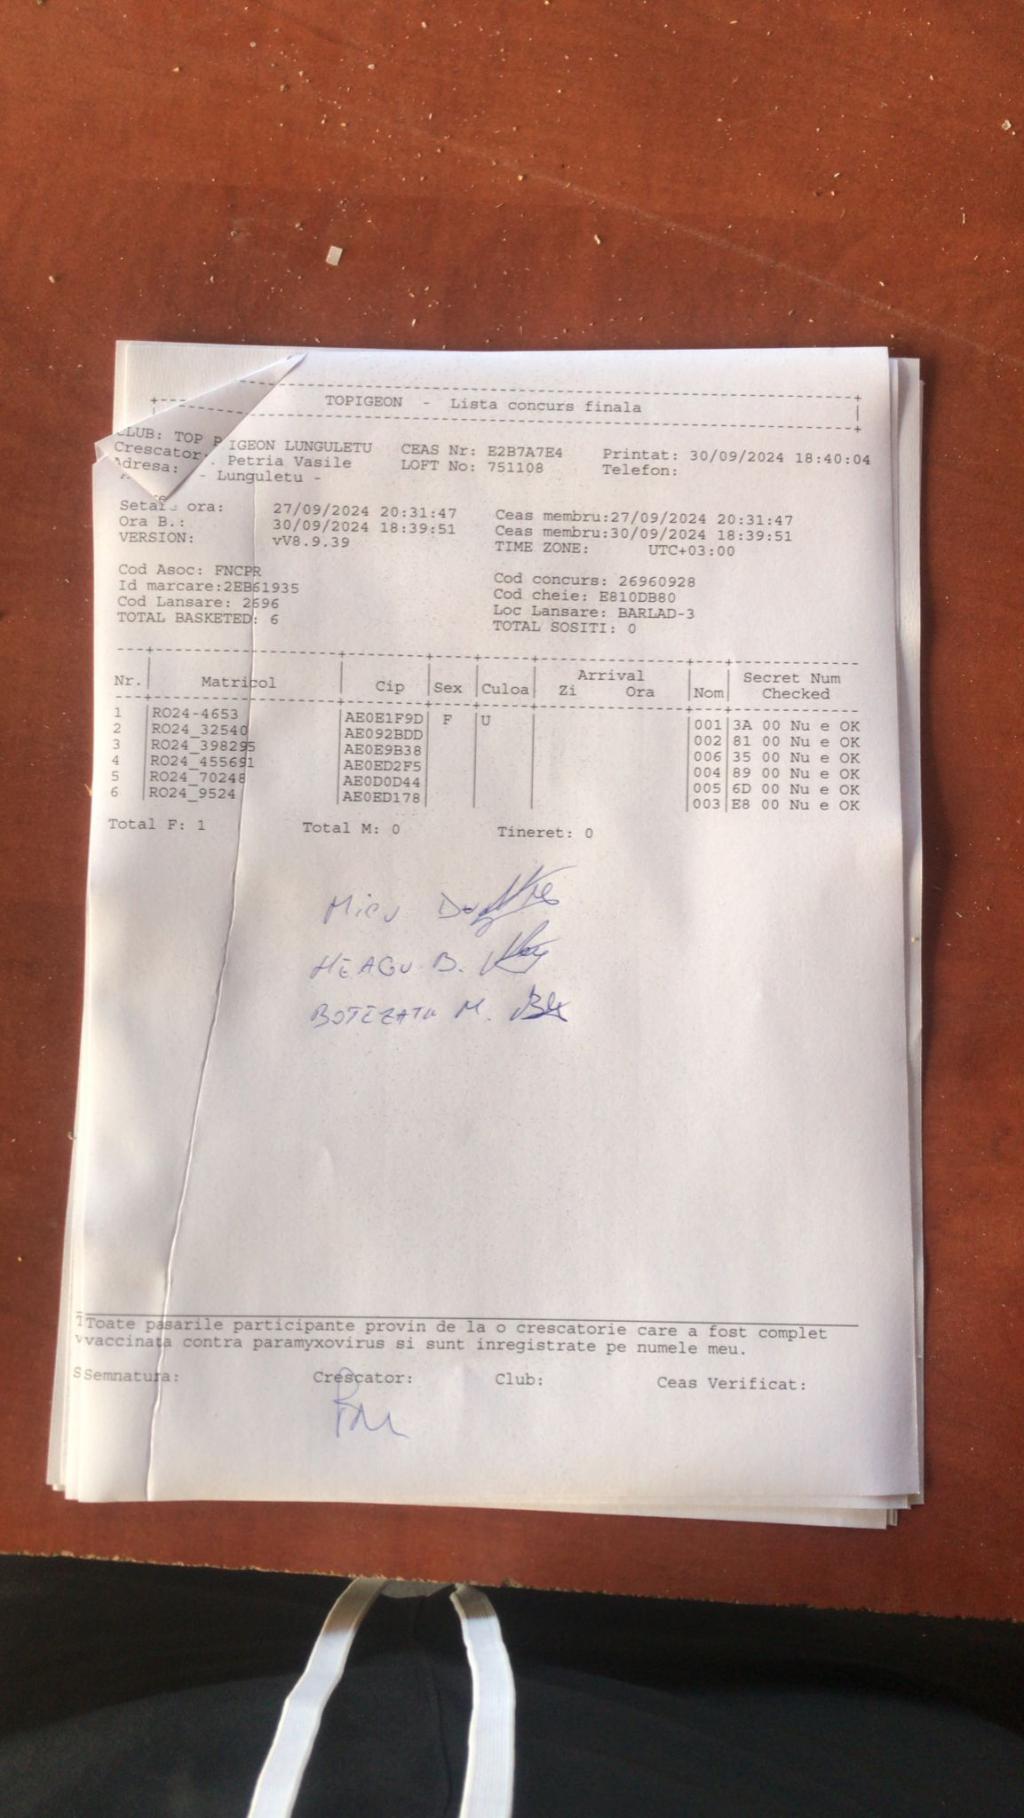 TOPIGEON - Lista concurs finala
CLUB: TOP P IGEON LUNGULETU CEAS Nr: E2B7A7E4 Printat: 30/09/2024 18:40:04
Crescator: . Petria Vasile LOFT No: 751108 Telefon:
Adresa: - Lunguletu -
Setare ora: 27/09/2024 20:31:47 Ceas membru:27/09/2024 20:31:47
Ora B.: 30/09/2024 18:39:51 Ceas membru:30/09/2024 18:39:51
VERSION: vV8.9.39 TIME ZONE: UTC+03:00
Cod Asoc: FNCPR Cod concurs: 26960928
Id marcare:2EB61935 Cod cheie: E810DB80
Cod Lansare: 2696 Loc Lansare: BARLAD-3
TOTAL BASKETED: 6 TOTAL SOSITI: 0
Nr. Matricol Cip Sex Culoa Arrival Zi Ora Nom Secret Num Checked
1 RO24-4653 AE0E1F9D F U 001 3A 00 Nu e OK
2 RO24_32540 AE092BDD 002 81 00 Nu e OK
3 RO24_398295 AE0E9B38 006 35 00 Nu e OK
4 RO24_455691 AE0ED2F5 004 89 00 Nu e OK
5 RO24_70248 AE0D0D44 005 6D 00 Nu e OK
6 RO24_9524 AE0ED178 003 E8 00 Nu e OK
Total F: 1 Total M: 0 Tineret: 0
Micu
NEAGU B.
BOTEZATU M.
Toate pasarile participante provin de la o crescatorie care a fost complet
vaccinata contra paramyxovirus si sunt inregistrate pe numele meu.
Semnatura: Crescator: Club: Ceas Verificat: